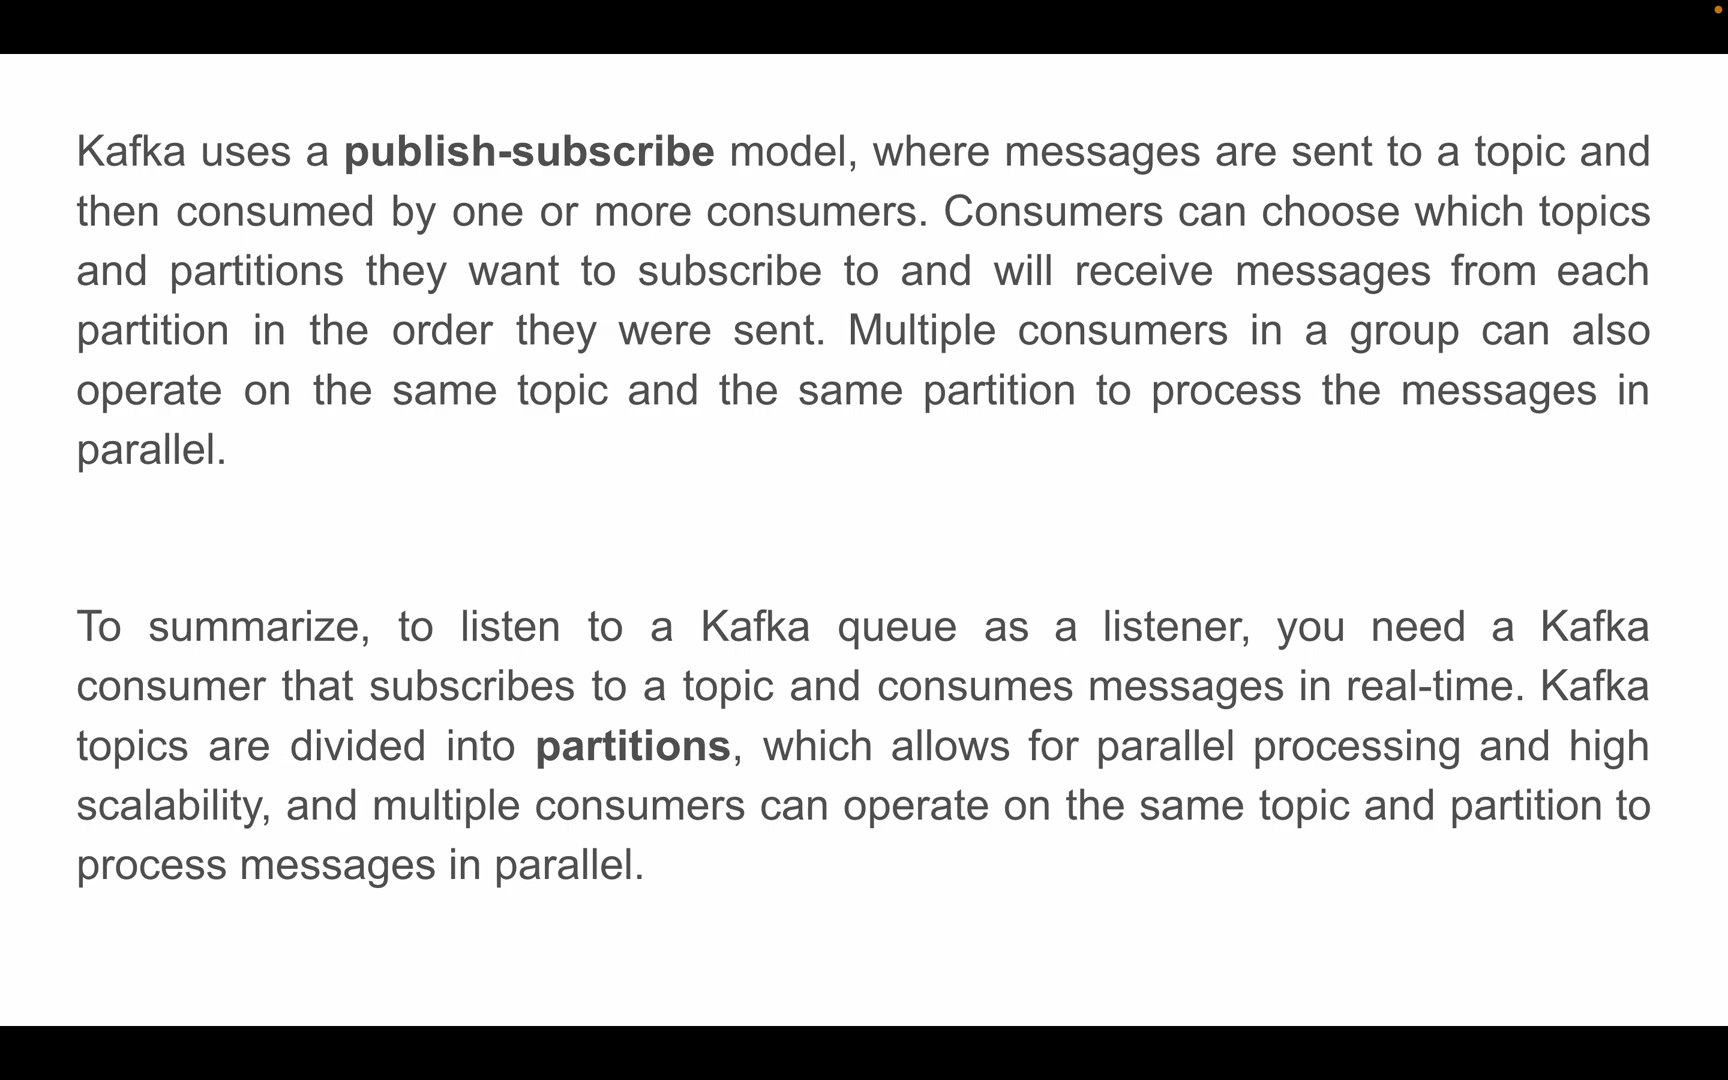 Kafka uses a publish-subscribe model, where messages are sent to a topic and
then consumed by one or more consumers. Consumers can choose which topics
and partitions they want to subscribe to and will receive messages from each
partition in the order they were sent. Multiple consumers in a group can also
operate on the same topic and the same partition to process the messages in
parallel.
To summarize, to listen to a Kafka queue as a listener, you need a Kafka
consumer that subscribes to a topic and consumes messages in real-time. Kafka
topics are divided into partitions, which allows for parallel processing and high
scalability, and multiple consumers can operate on the same topic and partition to
process messages in parallel.